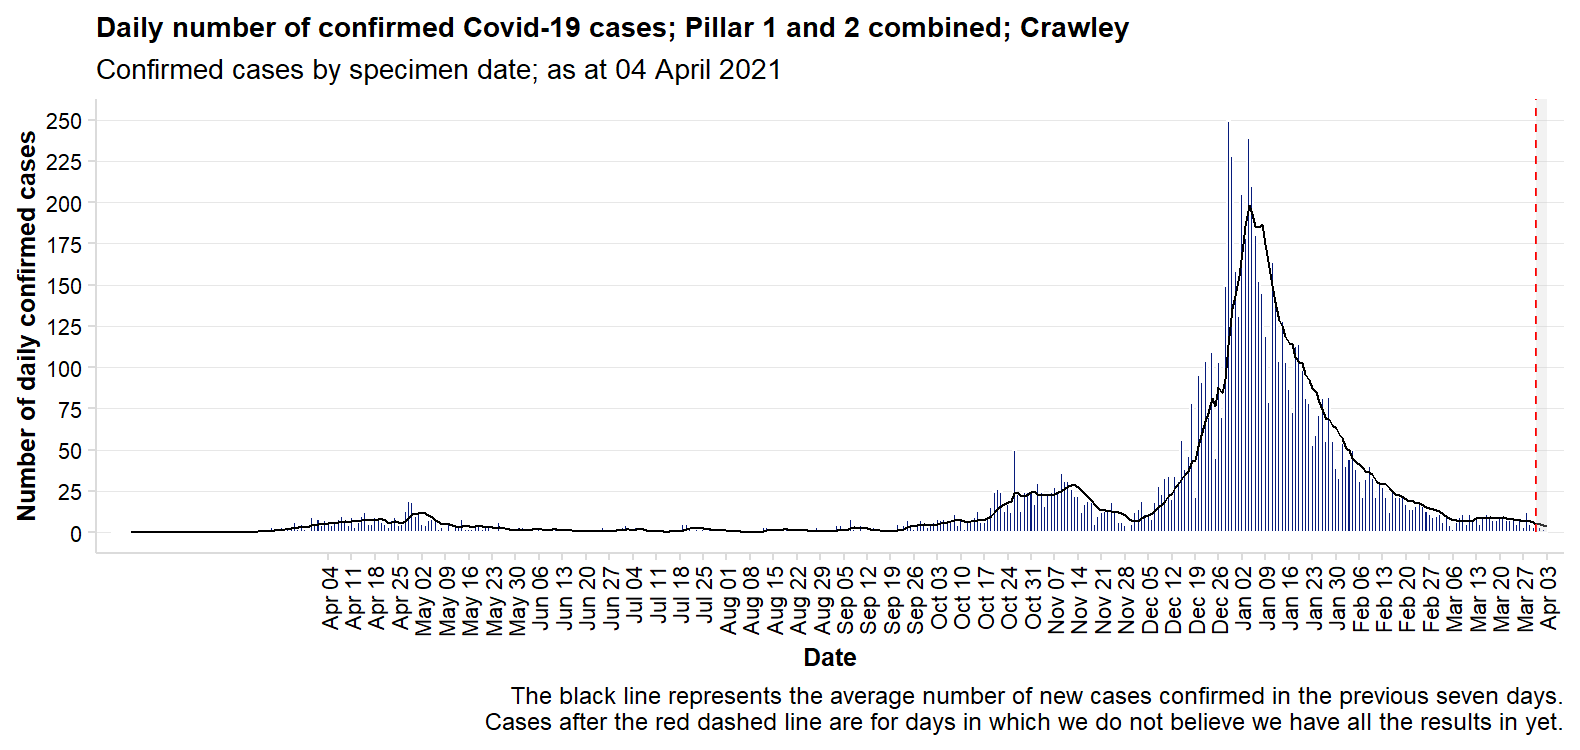 Daily number of confirmed Covid-19 cases; Pillar 1 and 2 combined; Crawley
Confirmed cases by specimen date; as at 04 April 2021
Number of daily confirmed cases
250
225
200
175
150
125
100
75
50
25
0
Apr 04
Apr 11
Apr 18
Apr 25
May 02
May 09
May 16
May 23
May 30
Jun 06
Jun 13
Jun 20
Jun 27
Jul 04
Jul 11
Jul 18
Jul 25
Aug 01
Aug 08
Aug 15
Aug 22
Aug 29
Sep 05
Sep 12
Sep 19
Sep 26
Oct 03
Oct 10
Oct 17
Oct 24
Oct 31
Nov 07
Nov 14
Nov 21
Nov 28
Dec 05
Dec 12
Dec 19
Dec 26
Jan 02
Jan 09
Jan 16
Jan 23
Jan 30
Feb 06
Feb 13
Feb 20
Feb 27
Mar 06
Mar 13
Mar 20
Mar 27
Apr 03
Date
The black line represents the average number of new cases confirmed in the previous seven days.
Cases after the red dashed line are for days in which we do not believe we have all the results in yet.